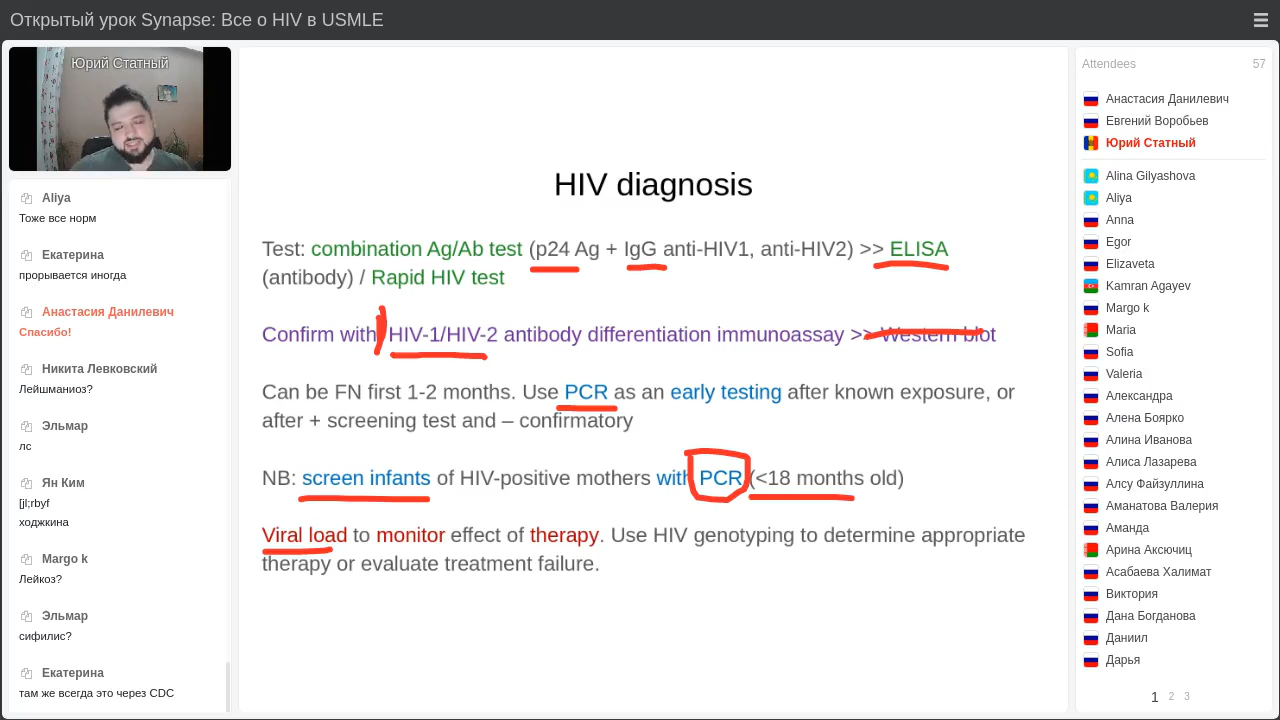 Открытый урок Synapse: Все о HIV в USMLE
Юрий Статный
Aliya
Тоже все норм
Екатерина
прорывается иногда
Анастасия Данилевич
Спасибо!
Никита Левковский
Лейшманиоз?
Эльмар
лс
Ян Ким
[jl;rbyf
ходжкина
Margo k
Лейкоз?
Эльмар
сифилис?
Екатерина
там же всегда это через CDC
HIV diagnosis
Test: combination Ag/Ab test (p24 Ag + IgG anti-HIV1, anti-HIV2) >> ELISA
(antibody) / Rapid HIV test
Confirm with HIV-1/HIV-2 antibody differentiation immunoassay >> Western blot
Can be FN first 1-2 months. Use PCR as an early testing after known exposure, or
after + screening test and – confirmatory
NB: screen infants of HIV-positive mothers with PCR (<18 months old)
Viral load to monitor effect of therapy. Use HIV genotyping to determine appropriate
therapy or evaluate treatment failure.
Attendees 57
Анастасия Данилевич
Евгений Воробьев
Юрий Статный
Alina Gilyashova
Aliya
Anna
Egor
Elizaveta
Kamran Agayev
Margo k
Maria
Sofia
Valeria
Александра
Алена Боярко
Алина Иванова
Алиса Лазарева
Алсу Файзуллина
Аманатова Валерия
Аманда
Арина Аксючиц
Асабаева Халимат
Виктория
Дана Богданова
Даниил
Дарья
1 2 3